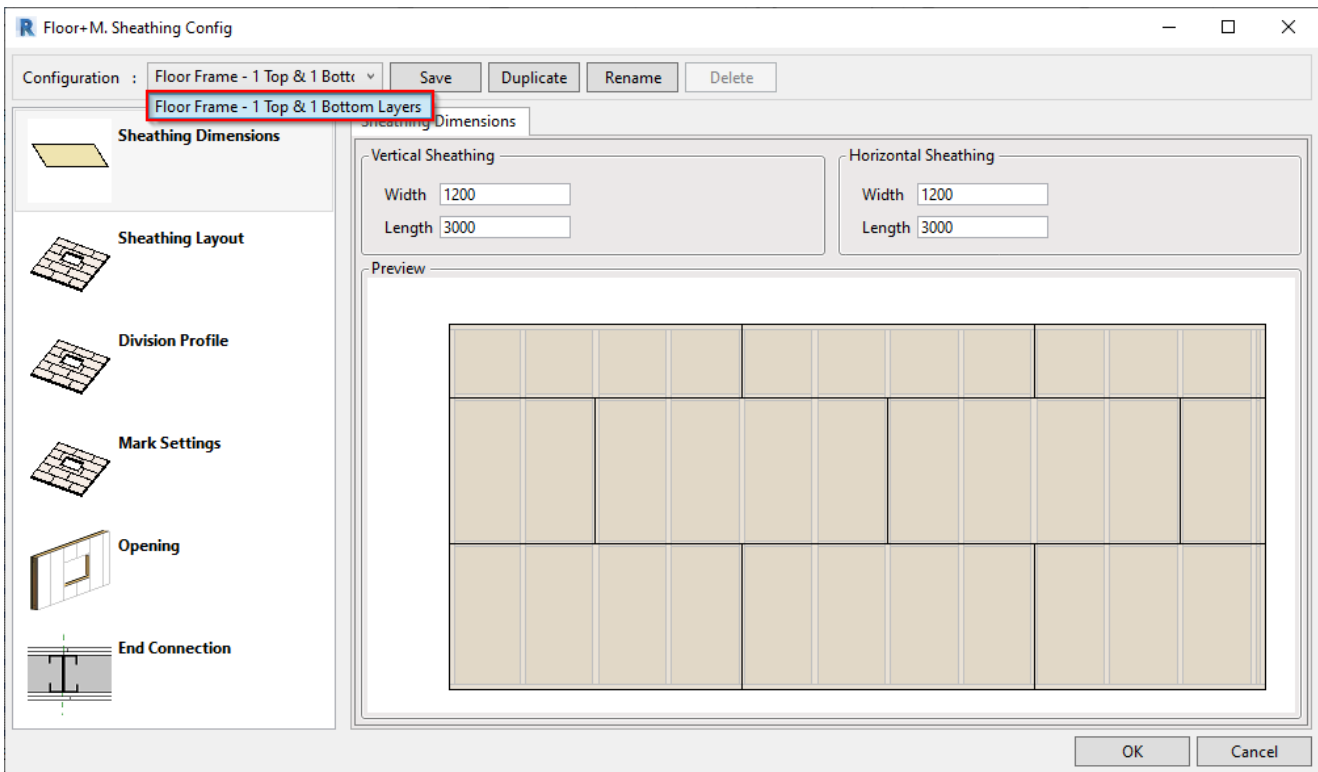 Floor+M. Sheathing Config
Configuration : Floor Frame - 1 Top & 1 Botto Save Duplicate Rename Delete
Floor Frame - 1 Top & 1 Bottom Layers
Sheathing Dimensions
Sheathing Layout
Division Profile
Mark Settings
Opening
End Connection
Sheathing Dimensions
Vertical Sheathing
Width 1200
Length 3000
Horizontal Sheathing
Width 1200
Length 3000
Preview
OK Cancel